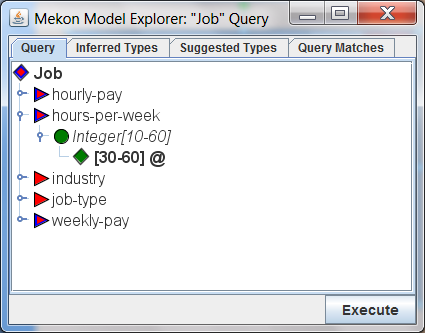 Mekon Model Explorer: "Job" Query
Query Inferred Types Suggested Types Query Matches
Job
hourly-pay
hours-per-week
Integer[10-60]
[30-60] @
industry
job-type
weekly-pay
Execute